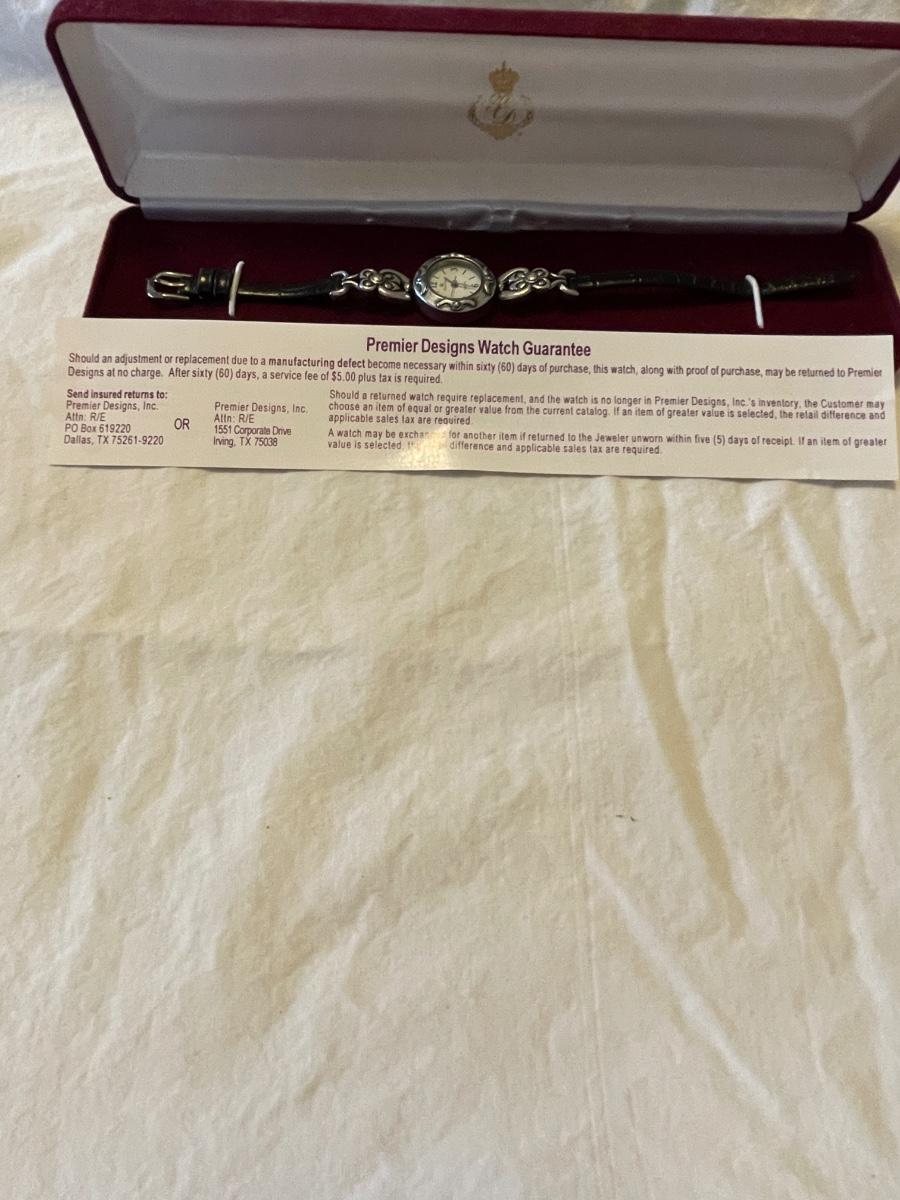 Premier Designs Watch Guarantee
Should an adjustment or replacement due to a manufacturing defect become necessary within sixty (60) days of purchase, this watch, along with proof of purchase, may be returned to Premier
Designs at no charge. After sixty (60) days, a service fee of $5.00 plus tax is required.
Send insured returns to:
Premier Designs, Inc.
Attn: R/E
PO Box 619220
Dallas, TX 75261-9220
OR
Premier Designs, Inc.
Attn: R/E
1551 Corporate Drive
Irving, TX 75038
Should a returned watch require replacement, and the watch is no longer in Premier Designs, Inc.'s inventory, the Customer may
choose an item of equal or greater value from the current catalog. If an item of greater value is selected, the retail difference and
applicable sales tax are required.
A watch may be exchanged for another item if returned to the Jeweler unworn within five (5) days of receipt. If an item of greater
value is selected, difference and applicable sales tax are required.